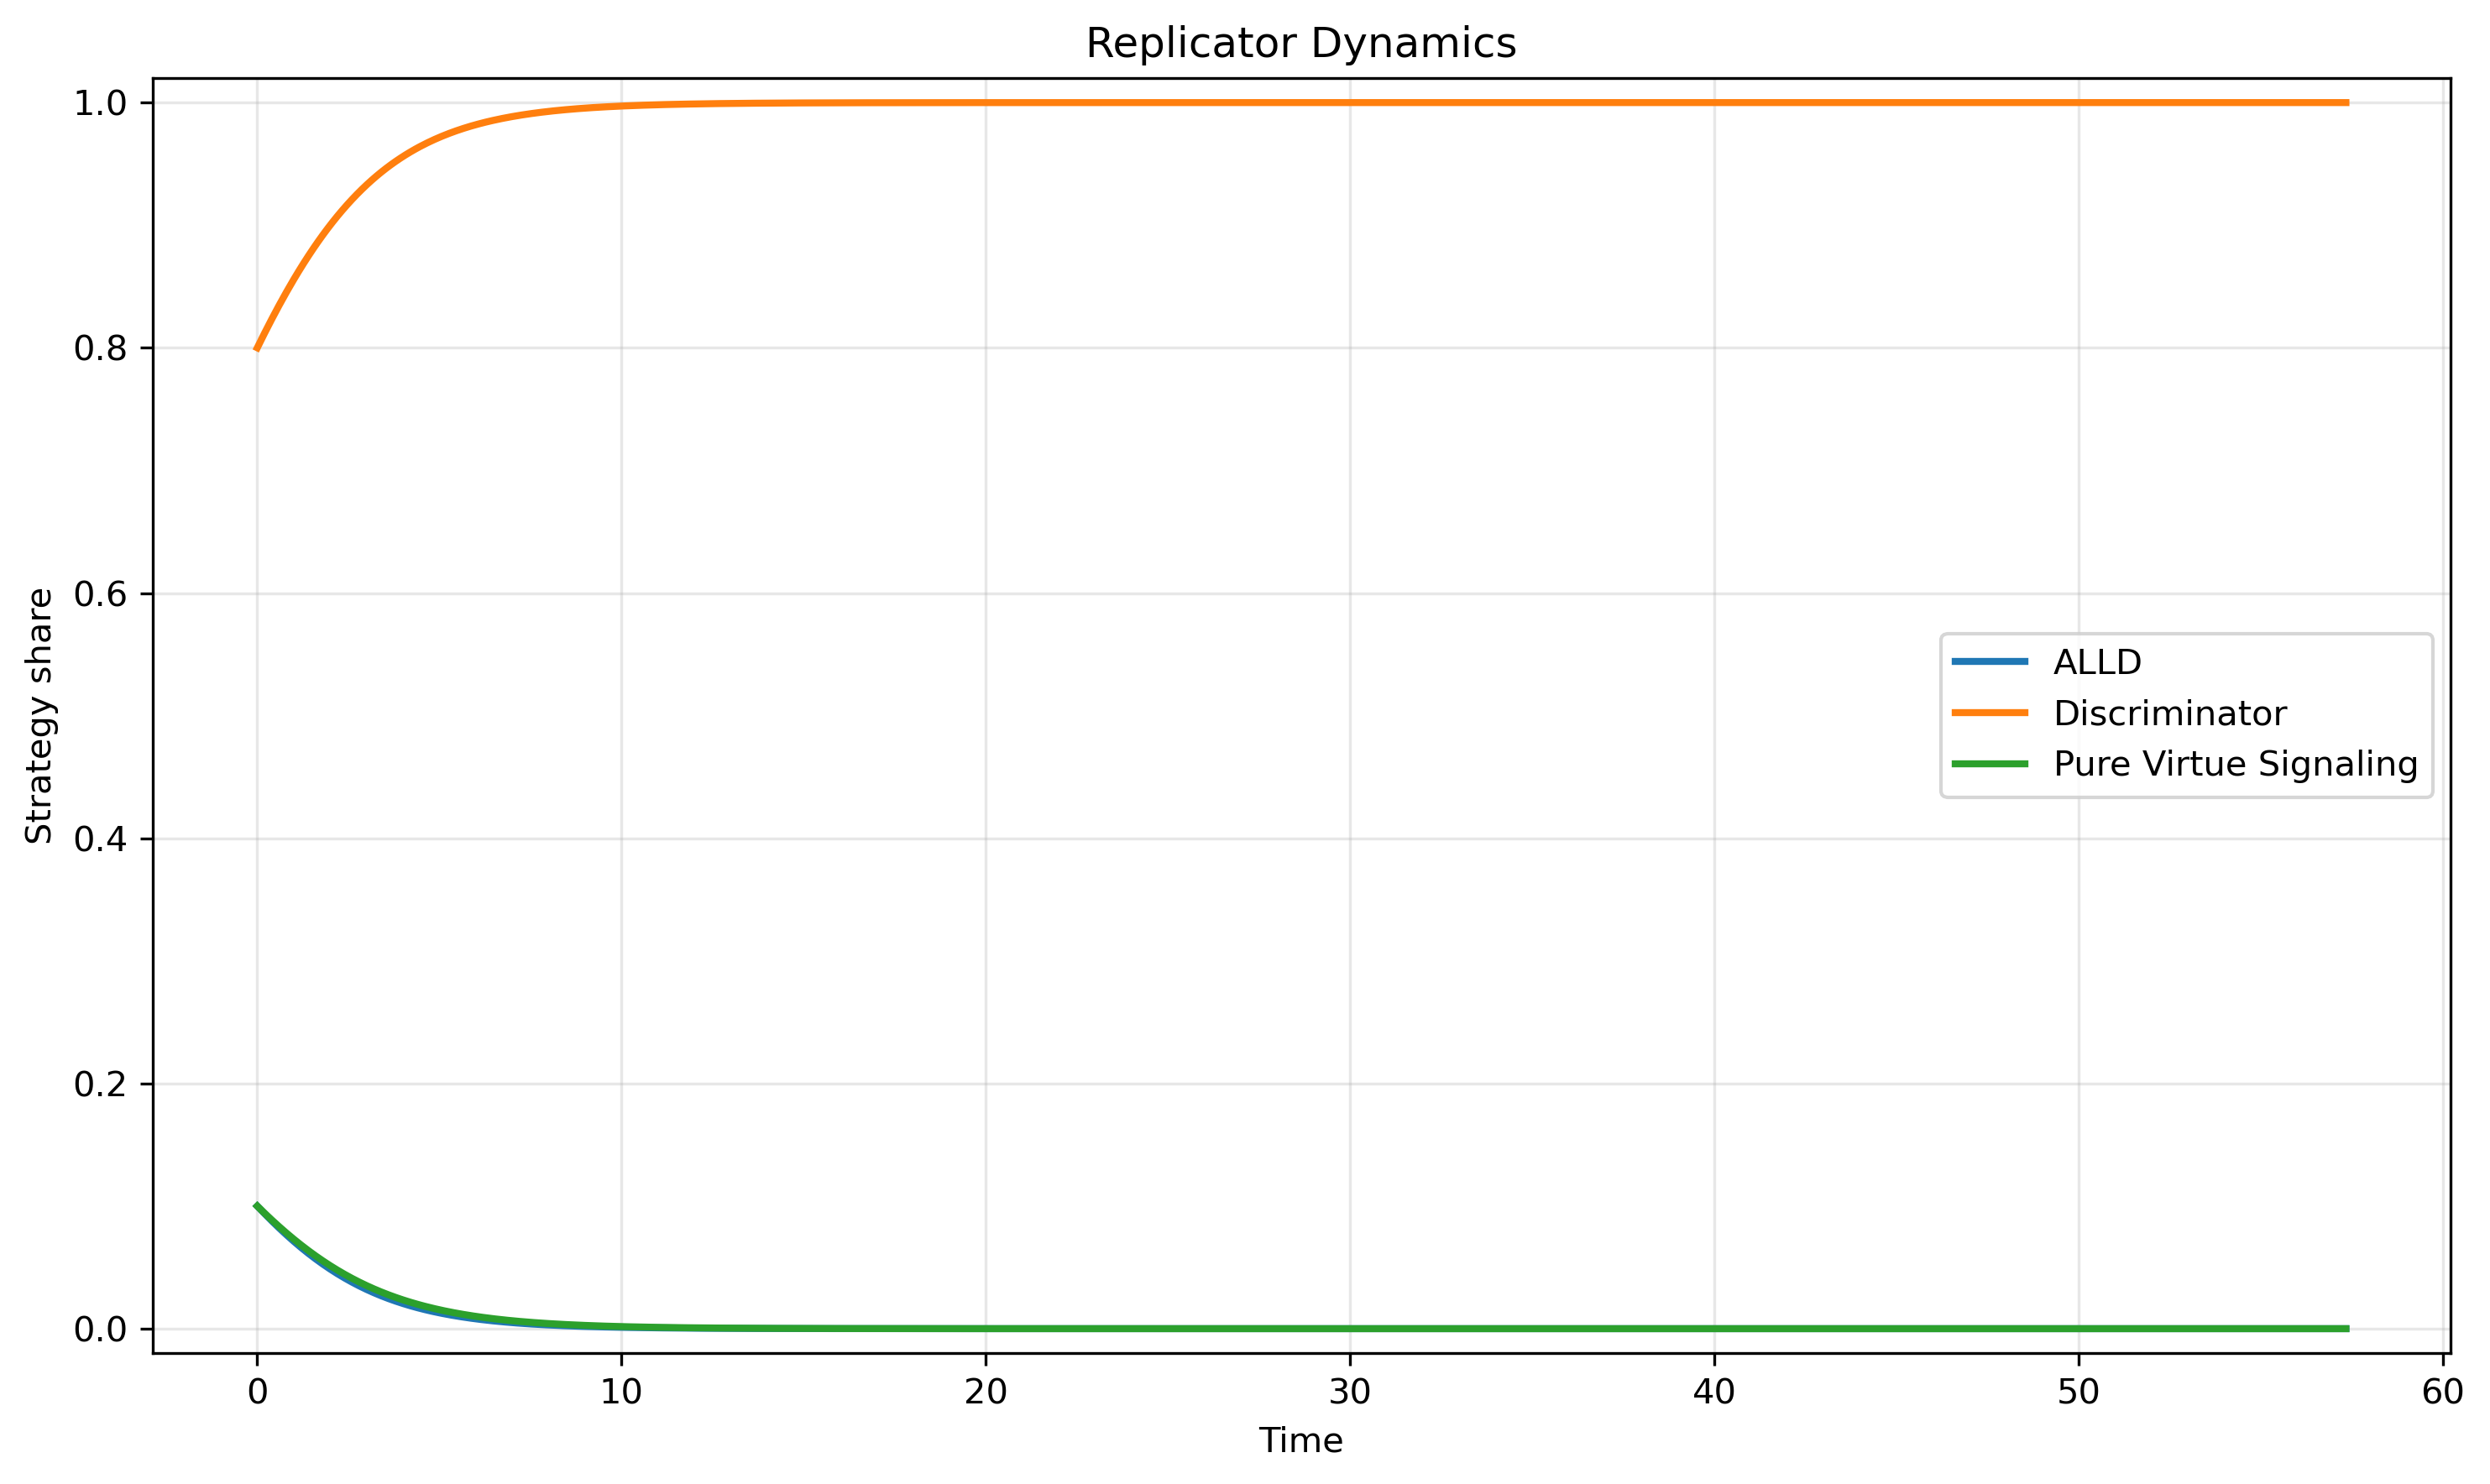 Replicator Dynamics
1.0
0.8
0.6
0.4
0.2
0.0
Strategy share
ALLD
Discriminator
Pure Virtue Signaling
0 10 20 30 40 50 60
Time